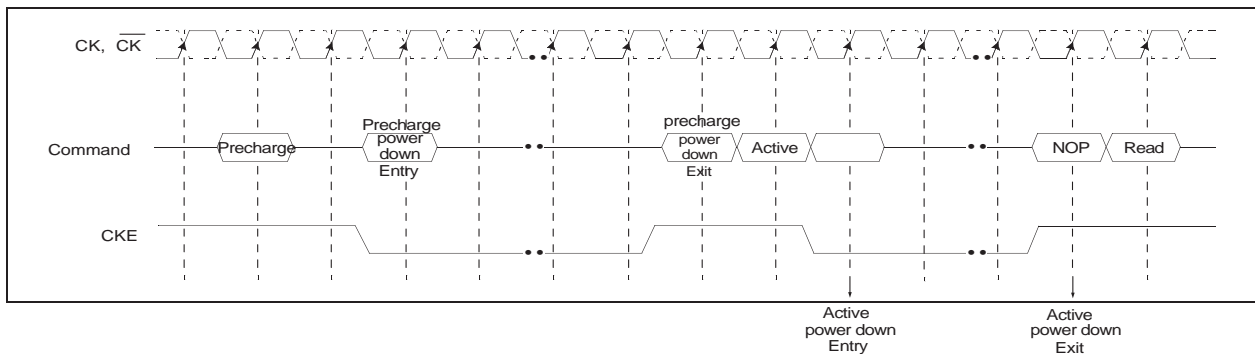 CK, CK
Command
Precharge
Precharge
power
down
Entry
precharge
power
down
Exit
Active
NOP
Read
CKE
Active
power down
Entry
Active
power down
Exit